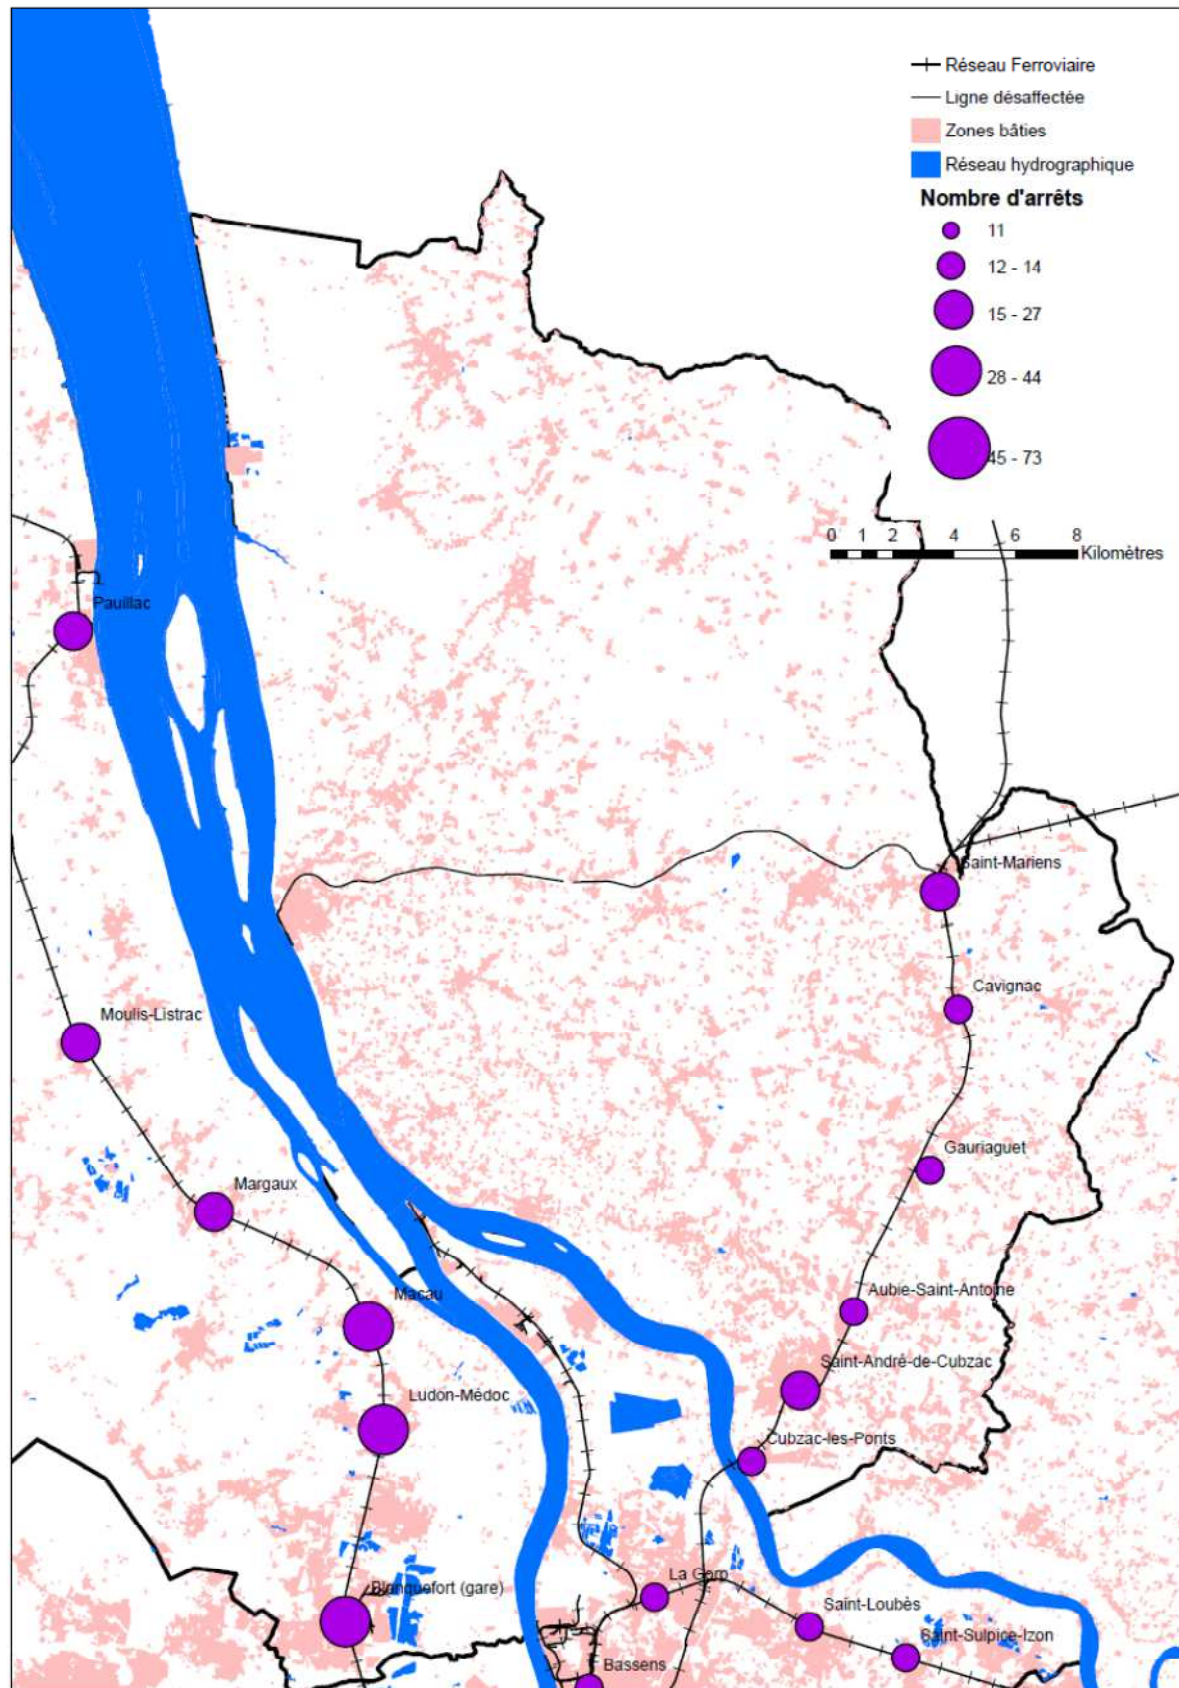 Réseau Ferroviaire
Ligne désaffectée
Zones bâties
Réseau hydrographique
Nombre d'arrêts
11
12 - 14
15 - 27
28 - 44
45 - 73
0 1 2 4 6 8
Kilomètres
Pauillac
Saint-Mariens
Cavignac
Moulis-Listrac
Gauriaguet
Margaux
Macau
Aubie-Saint-Antoine
Saint-André-de-Cubzac
Ludon-Médoc
Cubzac-les-Ponts
La Gorp
Blanquefort (gare)
Saint-Loubès
Saint-Sulpice-Izon
Bassens